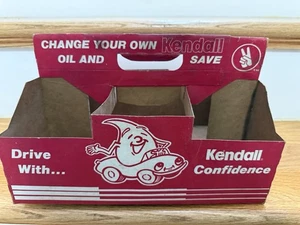 CHANGE YOUR OWN Kendall
OIL AND SAVE
Drive
With...
Kendall
Confidence